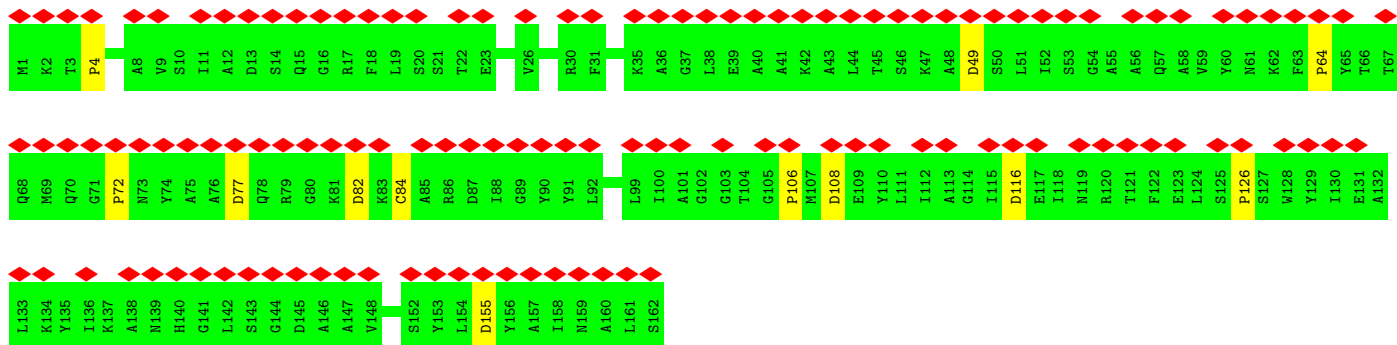 M1 K2 T3 P4 A8 V9 S10 I11 A12 D13 S14 Q15 G16 R17 F18 L19 S20 S21 T22 E23 V26 R30 F31 K35 A36 G37 L38 E39 A40 A41 K42 A43 L44 T45 S46 K47 A48 D49 S50 L51 I52 S53 G54 A55 A56 Q57 A58 V59 Y60 N61 K62 F63 P64 Y65 T66 T67
Q68 M69 Q70 G71 P72 N73 Y74 A75 A76 D77 Q78 R79 G80 K81 D82 K83 C84 A85 R86 D87 I88 G89 Y90 Y91 L92 L99 I100 A101 G102 G103 T104 G105 P106 M107 D108 E109 Y110 L111 I112 A113 G114 I115 D116 E117 I118 N119 R120 T121 F122 E123 L124 S125 P126 S127 W128 Y129 I130 E131 A132
L133 K134 Y135 I136 K137 A138 N139 H140 G141 L142 S143 G144 D145 A146 A147 V148 S152 Y153 L154 D155 Y156 A157 I158 N159 A160 L161 S162